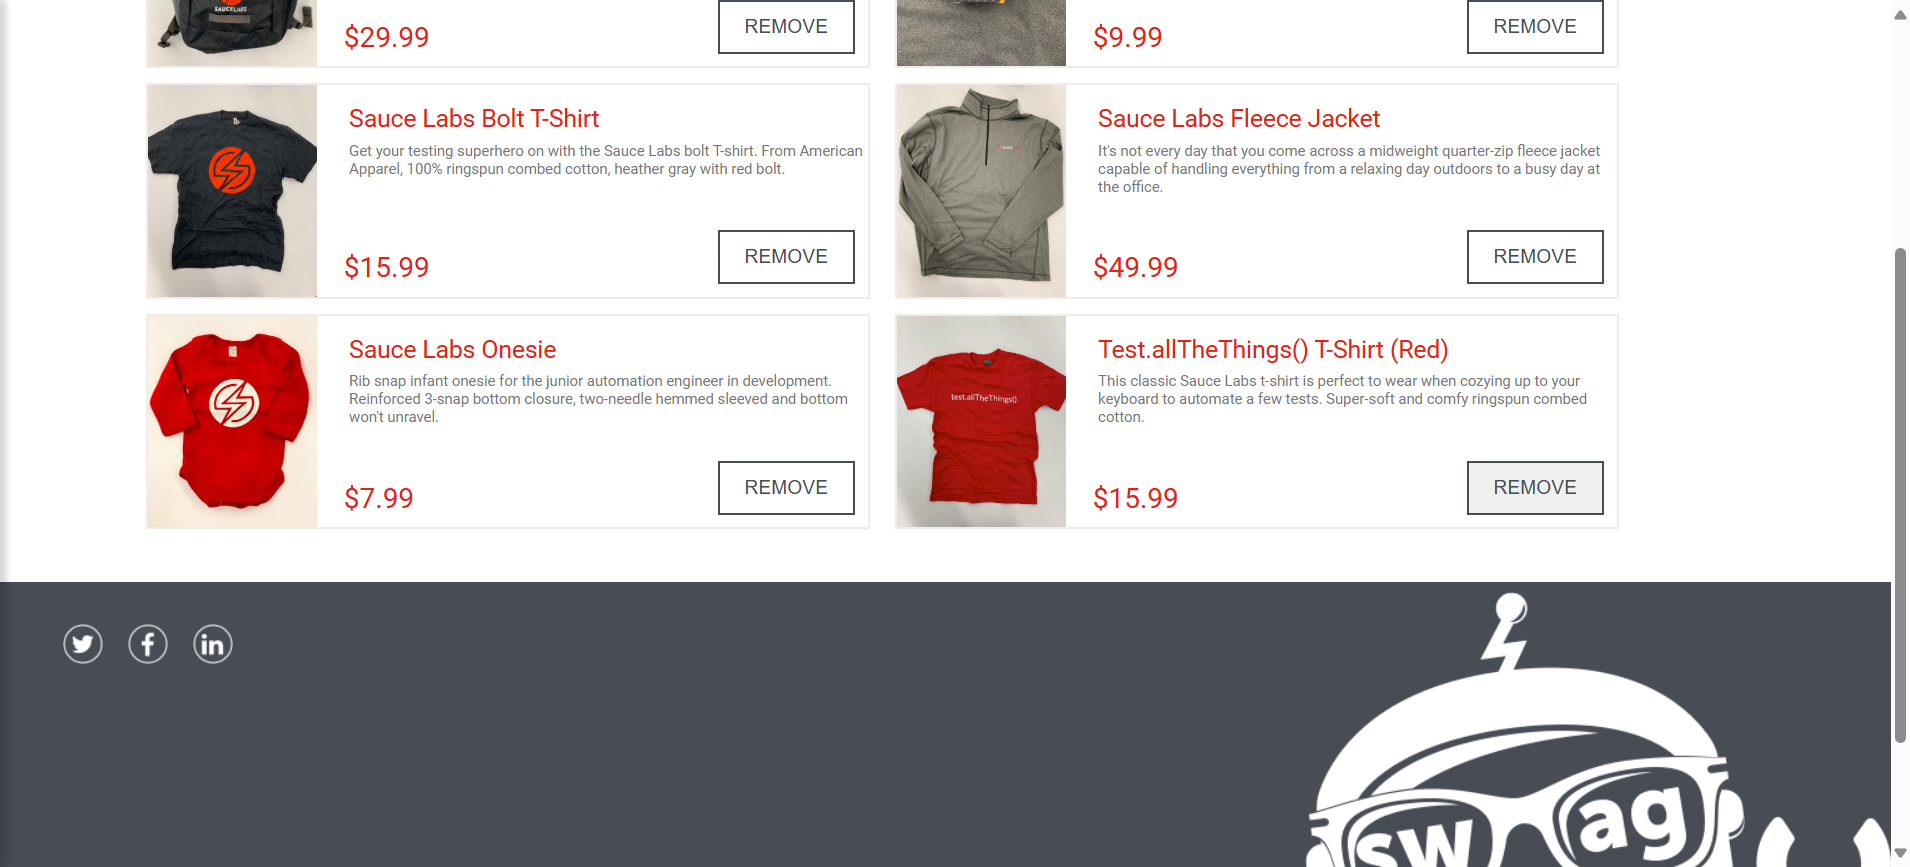 SAUCELABS
$29.99
REMOVE
$9.99
REMOVE
Sauce Labs Bolt T-Shirt
Get your testing superhero on with the Sauce Labs bolt T-shirt. From American
Apparel, 100% ringspun combed cotton, heather gray with red bolt.
$15.99
REMOVE
Sauce Labs Fleece Jacket
It's not every day that you come across a midweight quarter-zip fleece jacket
capable of handling everything from a relaxing day outdoors to a busy day at
the office.
$49.99
REMOVE
Sauce Labs Onesie
Rib snap infant onesie for the junior automation engineer in development.
Reinforced 3-snap bottom closure, two-needle hemmed sleeved and bottom
won't unravel.
$7.99
REMOVE
test.allTheThings()
Test.allTheThings() T-Shirt (Red)
This classic Sauce Labs t-shirt is perfect to wear when cozying up to your
keyboard to automate a few tests. Super-soft and comfy ringspun combed
cotton.
$15.99
REMOVE
sw ag